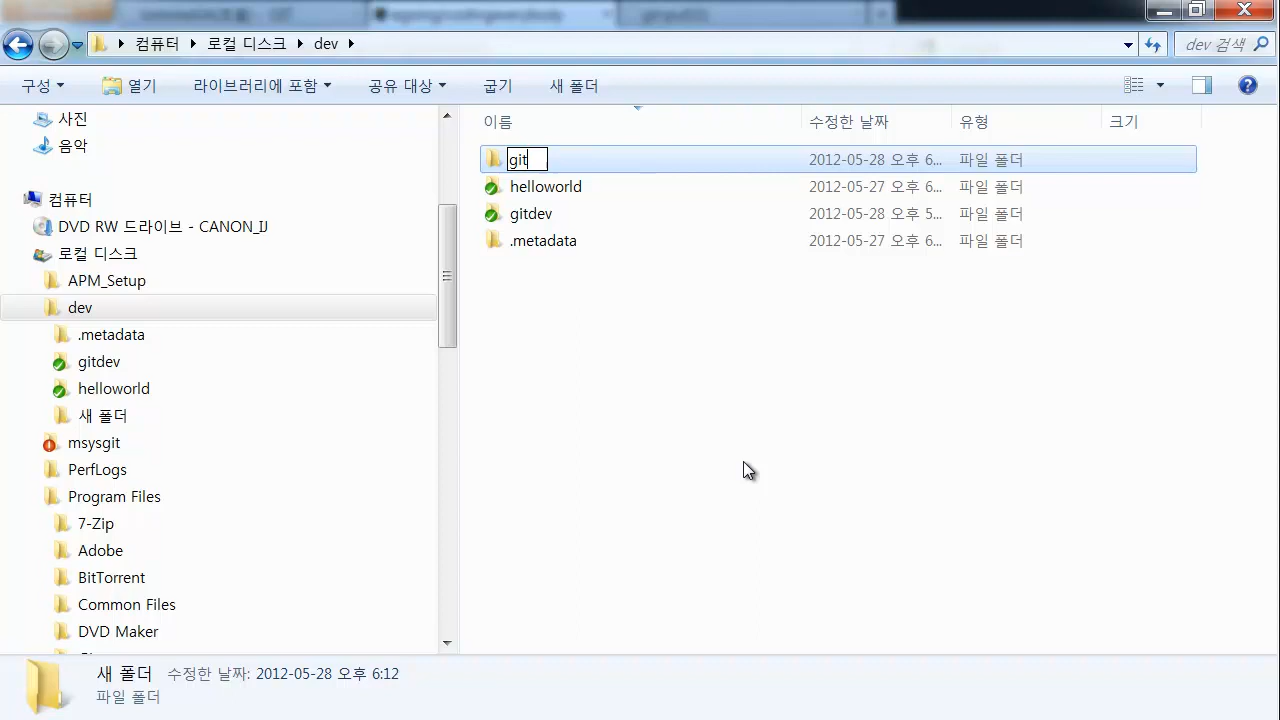 컴퓨터 로컬 디스크 dev
dev 검색
구성 열기 라이브러리에 포함 공유 대상 굽기 새 폴더
사진
음악
컴퓨터
DVD RW 드라이브 - CANON_IJ
로컬 디스크
APM_Setup
dev
.metadata
gitdev
helloworld
새 폴더
msysgit
PerfLogs
Program Files
7-Zip
Adobe
BitTorrent
Common Files
DVD Maker
이름 수정한 날짜 유형 크기
git 2012-05-28 오후 6... 파일 폴더
helloworld 2012-05-27 오후 6... 파일 폴더
gitdev 2012-05-28 오후 5... 파일 폴더
.metadata 2012-05-27 오후 6... 파일 폴더
새 폴더 수정한 날짜: 2012-05-28 오후 6:12
파일 폴더